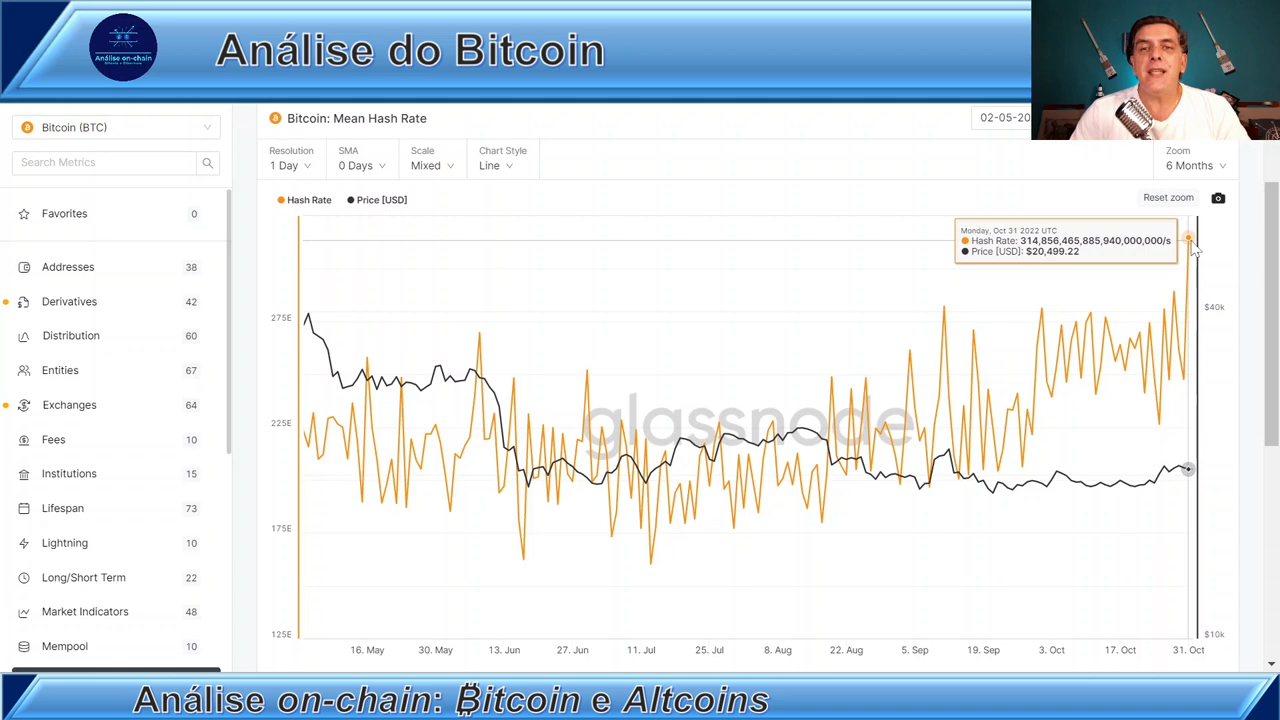 Análise do Bitcoin
Análise on-chain
Bitcoin (BTC)
Search Metrics
Favorites 0
Addresses 38
Derivatives 42
Distribution 60
Entities 67
Exchanges 64
Fees 10
Institutions 15
Lifespan 73
Lightning 10
Long/Short Term 22
Market Indicators 48
Mempool 10
Bitcoin: Mean Hash Rate
02-05-20
Resolution
1 Day
SMA
0 Days
Scale
Mixed
Chart Style
Line
Zoom
6 Months
Hash Rate Price [USD]
Reset zoom
Monday, Oct 31 2022 UTC
Hash Rate: 314,856,465,885,940,000,000/s
Price [USD]: $20,499.22
275E
225E
175E
125E
$40k
$10k
glassnode
16. May 30. May 13. Jun 27. Jun 11. Jul 25. Jul 8. Aug 22. Aug 5. Sep 19. Sep 3. Oct 17. Oct 31. Oct
Análise on-chain: ₿itcoin e Altcoins